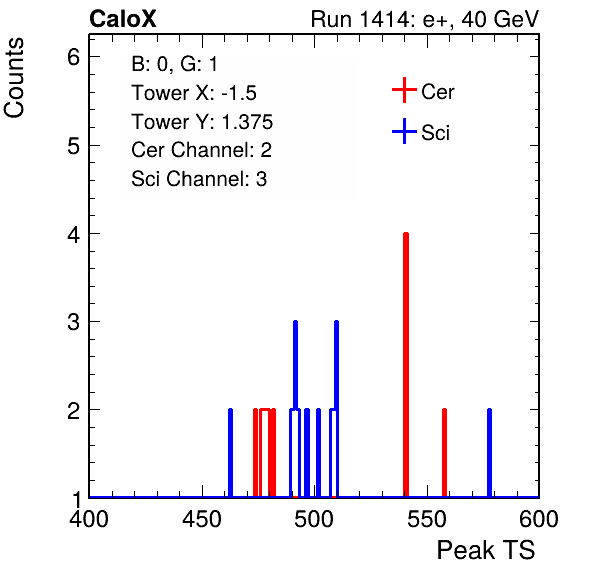 CaloX Run 1414: e+, 40 GeV
Counts
B: 0, G: 1
Tower X: -1.5
Tower Y: 1.375
Cer Channel: 2
Sci Channel: 3
Cer
Sci
6
5
4
3
2
1
400 450 500 550 600
Peak TS